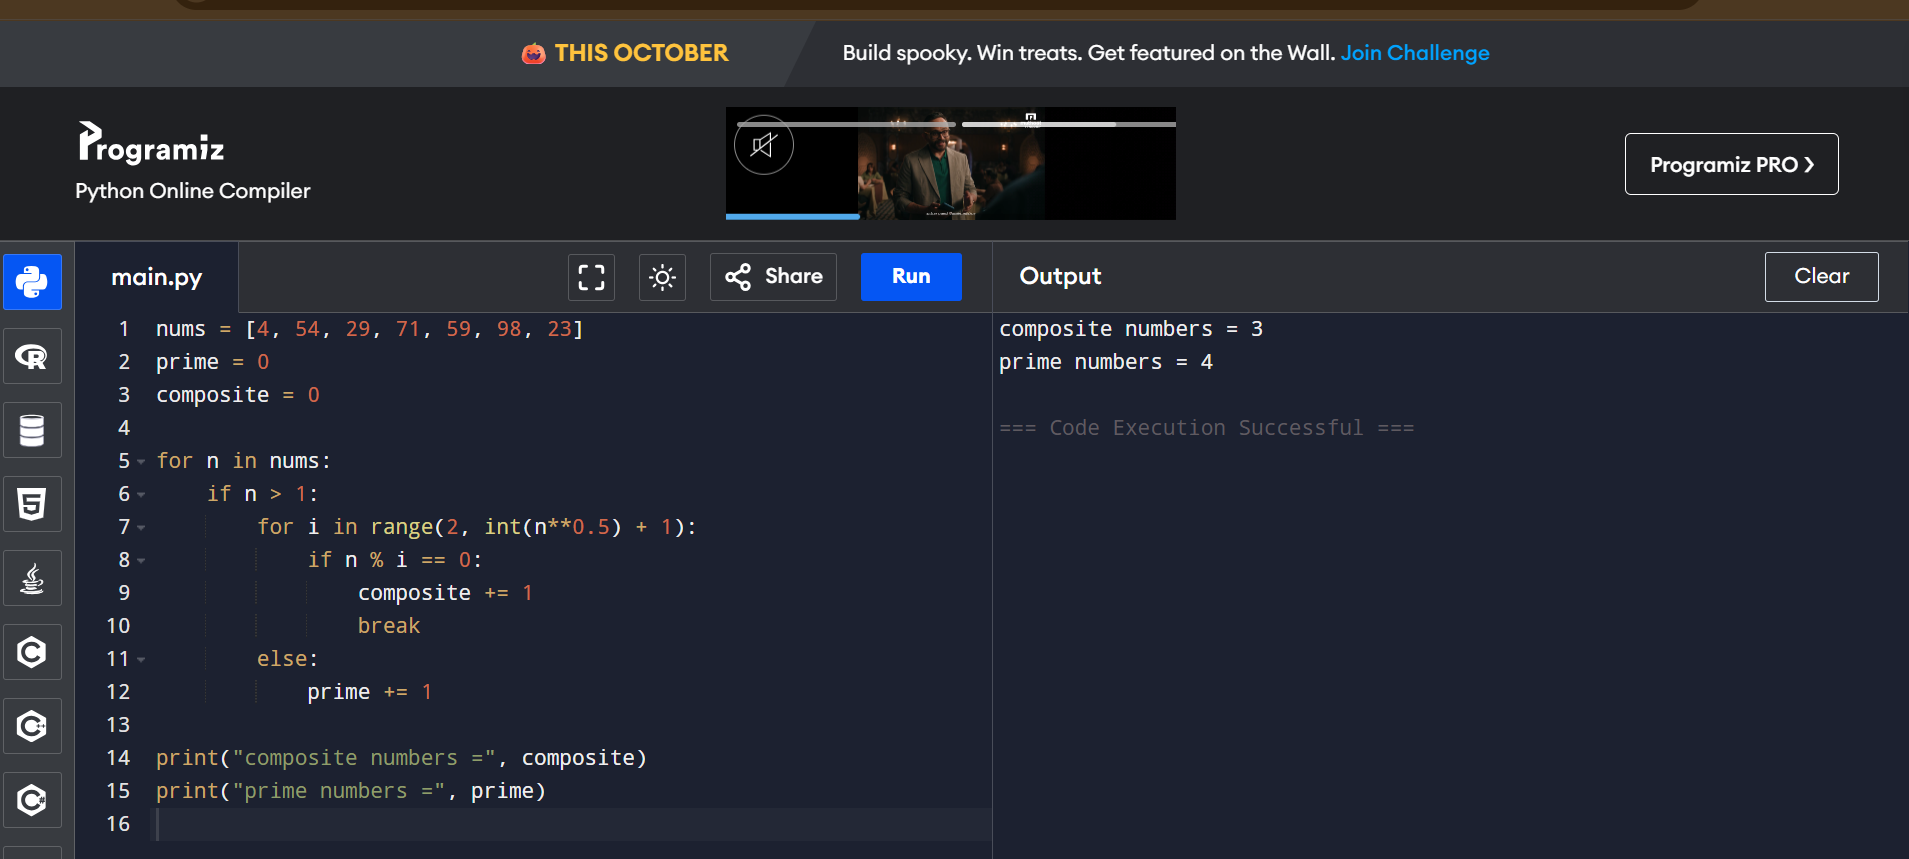 🎃 THIS OCTOBER
Build spooky. Win treats. Get featured on the Wall. Join Challenge
Programiz
Python Online Compiler
Programiz PRO ❯
main.py
Share
Run
Output
Clear
1 nums = [4, 54, 29, 71, 59, 98, 23]
2 prime = 0
3 composite = 0
4
5 for n in nums:
6     if n > 1:
7         for i in range(2, int(n**0.5) + 1):
8             if n % i == 0:
9                 composite += 1
10                 break
11         else:
12             prime += 1
13
14 print("composite numbers =", composite)
15 print("prime numbers =", prime)
16
composite numbers = 3
prime numbers = 4
=== Code Execution Successful ===